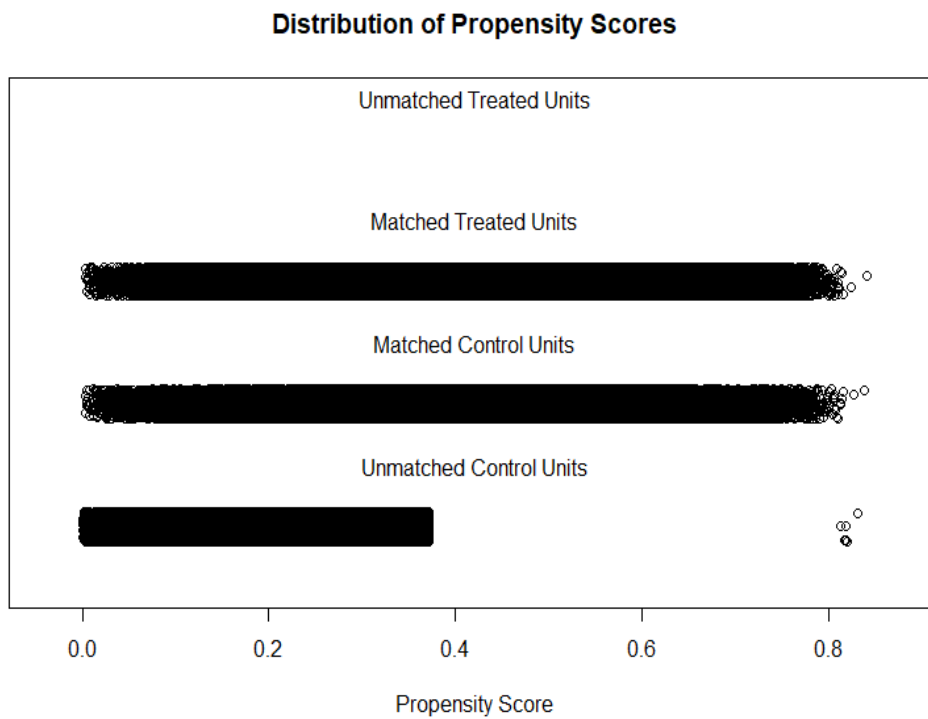 Distribution of Propensity Scores
Unmatched Treated Units
Matched Treated Units
Matched Control Units
Unmatched Control Units
0.0 0.2 0.4 0.6 0.8
Propensity Score